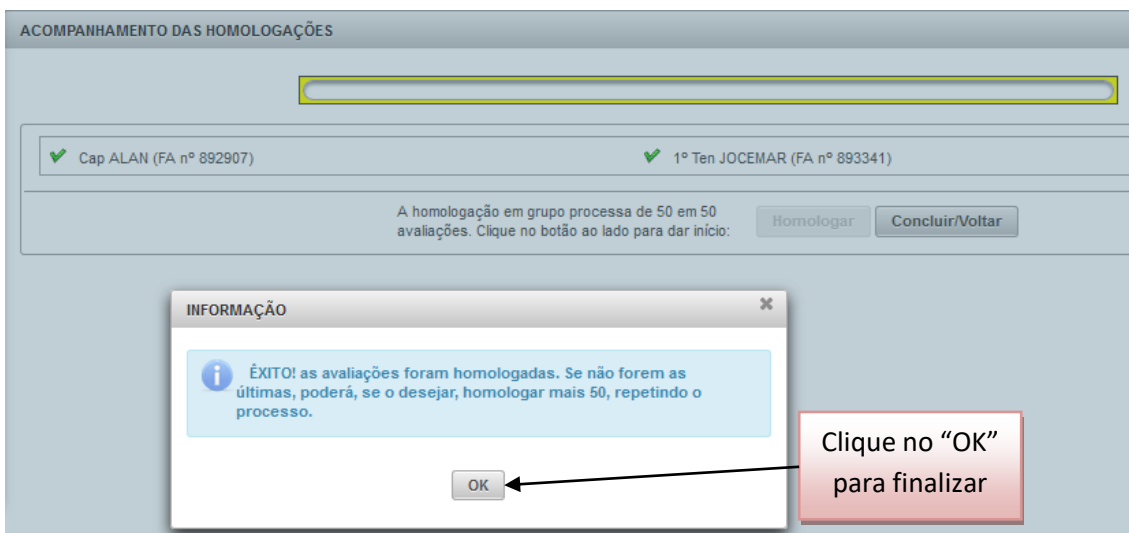 ACOMPANHAMENTO DAS HOMOLOGAÇÕES
Cap ALAN (FA nº 892907)
1º Ten JOCEMAR (FA nº 893341)
A homologação em grupo processa de 50 em 50
avaliações. Clique no botão ao lado para dar início:
Homologar
Concluir/Voltar
INFORMAÇÃO
ÊXITO! as avaliações foram homologadas. Se não forem as
últimas, poderá, se o desejar, homologar mais 50, repetindo o
processo.
OK
Clique no “OK”
para finalizar